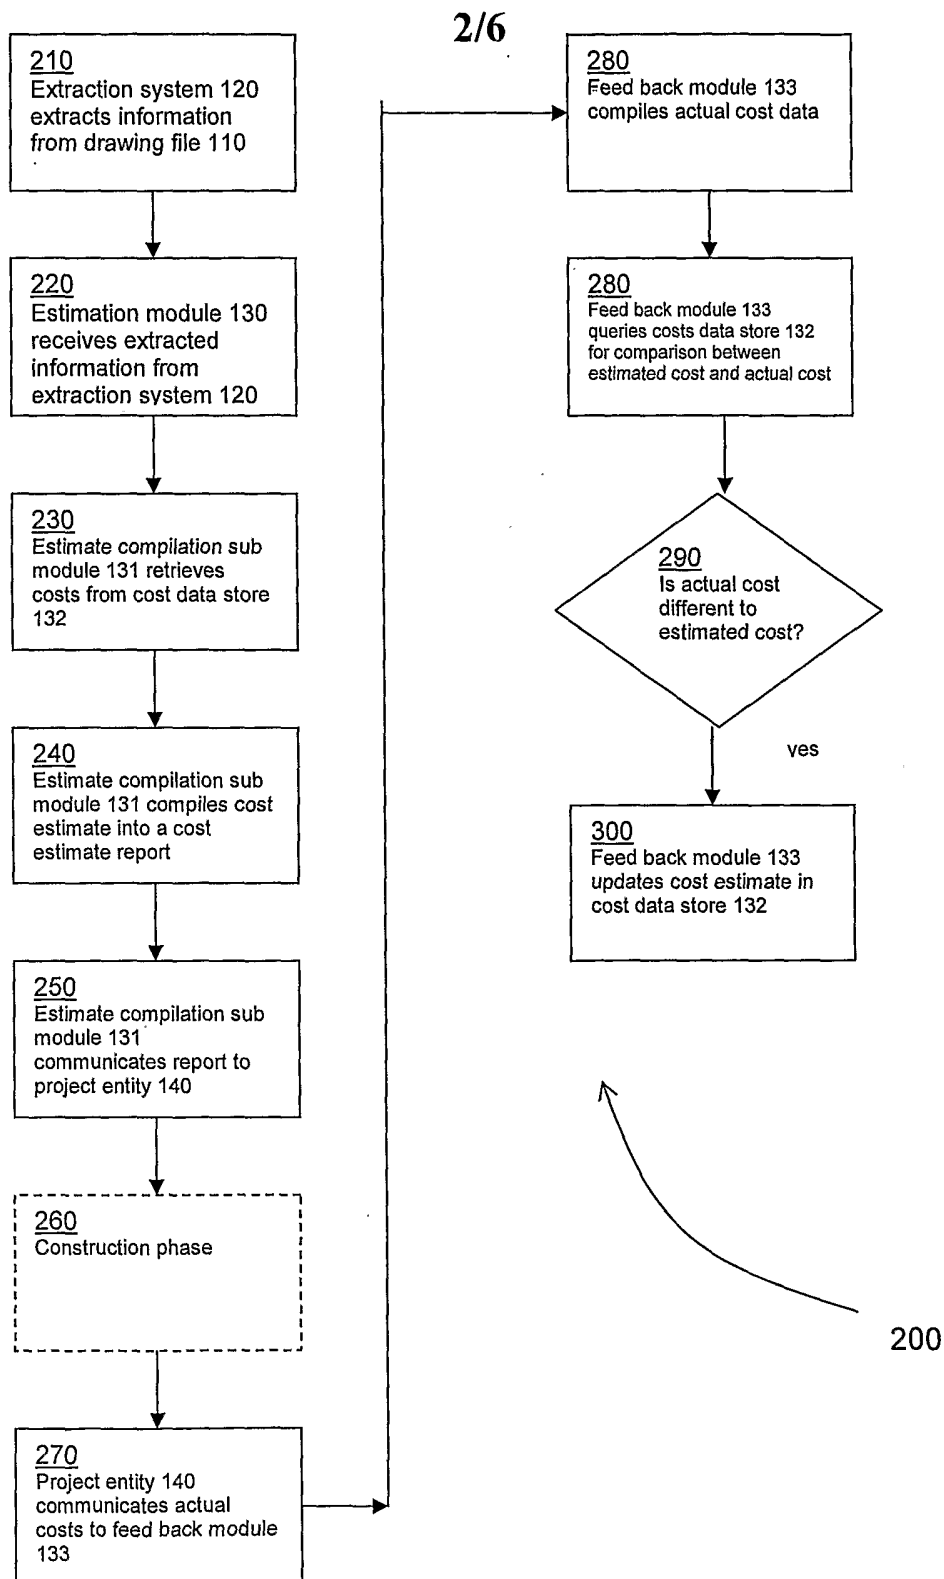 2/6
210
Extraction system 120
extracts information
from drawing file 110
220
Estimation module 130
receives extracted
information from
extraction system 120
230
Estimate compilation sub
module 131 retrieves
costs from cost data store
132
240
Estimate compilation sub
module 131 compiles cost
estimate into a cost
estimate report
250
Estimate compilation sub
module 131
communicates report to
project entity 140
260
Construction phase
270
Project entity 140
communicates actual
costs to feed back module
133
280
Feed back module 133
compiles actual cost data
280
Feed back module 133
queries costs data store 132
for comparison between
estimated cost and actual cost
290
Is actual cost
different to
estimated cost?
yes
300
Feed back module 133
updates cost estimate in
cost data store 132
200